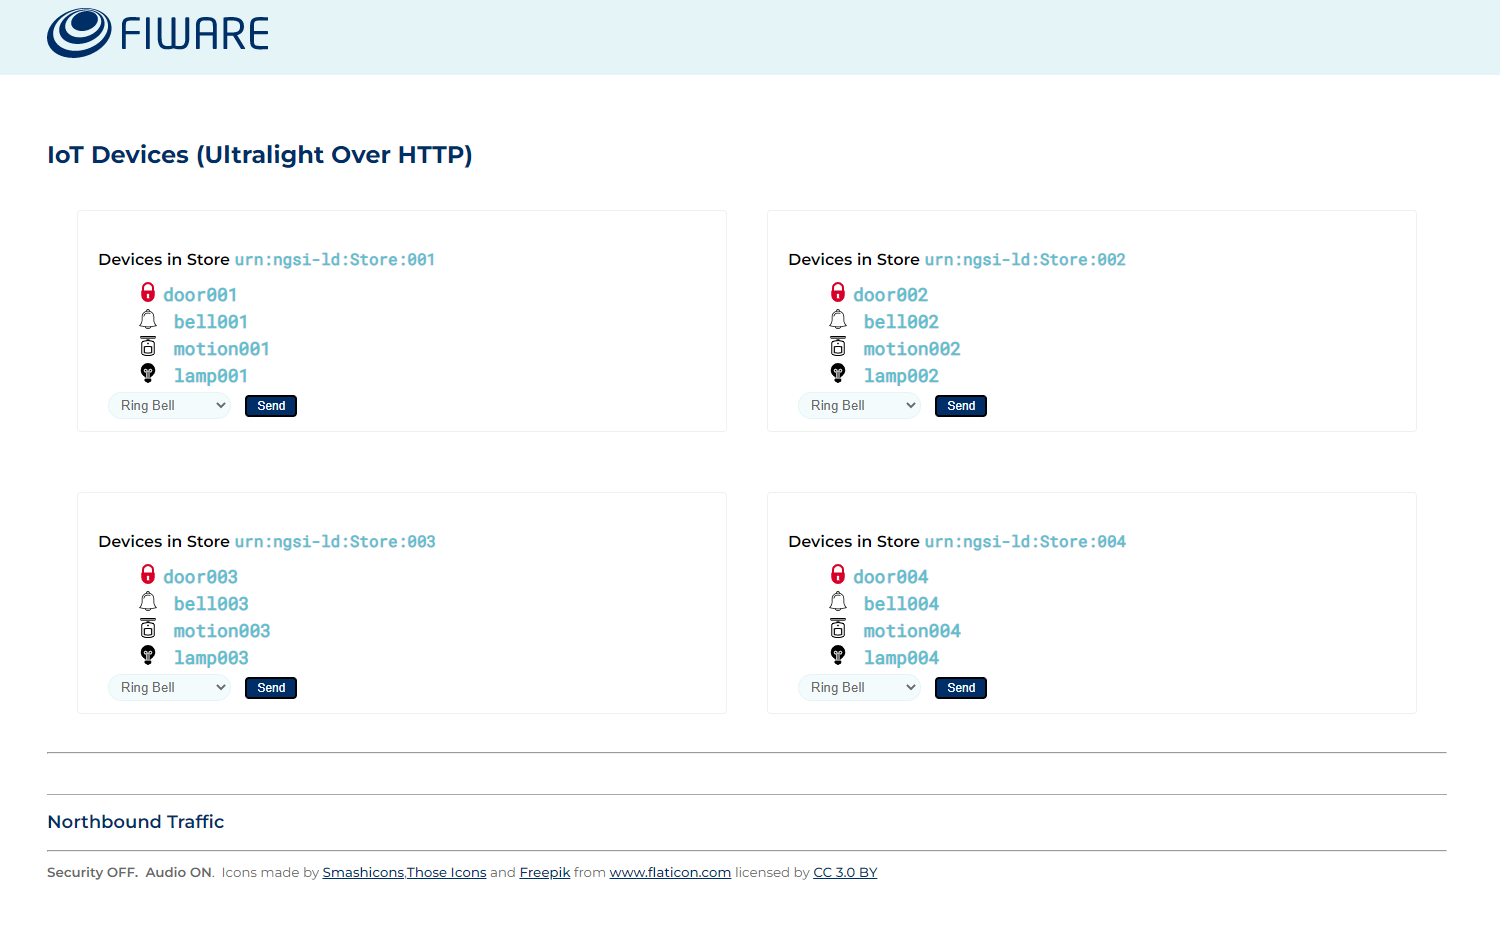 FIWARE
IoT Devices (Ultralight Over HTTP)
Devices in Store urn:ngsi-ld:Store:001
door001
bell001
motion001
lamp001
Ring Bell Send
Devices in Store urn:ngsi-ld:Store:002
door002
bell002
motion002
lamp002
Ring Bell Send
Devices in Store urn:ngsi-ld:Store:003
door003
bell003
motion003
lamp003
Ring Bell Send
Devices in Store urn:ngsi-ld:Store:004
door004
bell004
motion004
lamp004
Ring Bell Send
Northbound Traffic
Security OFF. Audio ON. Icons made by Smashicons,Those Icons and Freepik from www.flaticon.com licensed by CC 3.0 BY